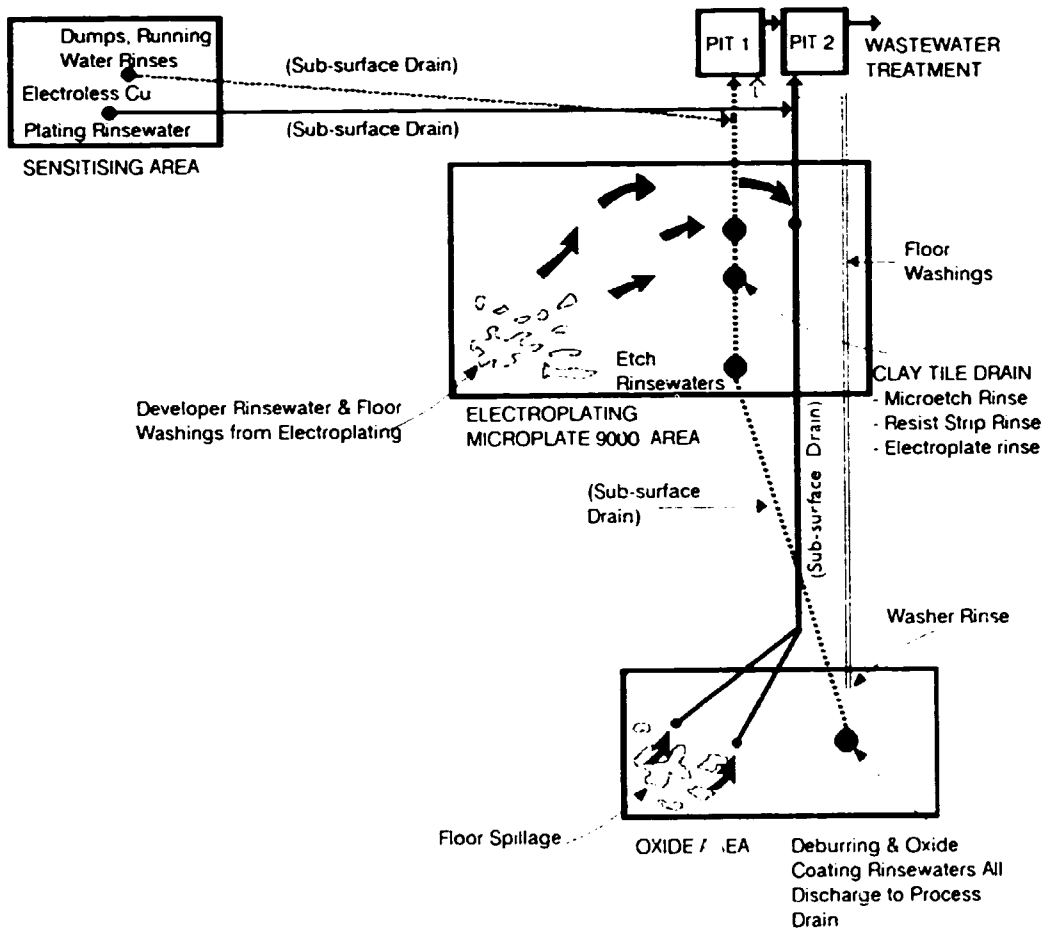 Dumps, Running
Water Rinses
Electroless Cu
Plating Rinsewater
SENSITISING AREA
(Sub-surface Drain)
(Sub-surface Drain)
PIT 1
PIT 2
WASTEWATER
TREATMENT
Floor
Washings
Etch
Rinsewaters
Developer Rinsewater & Floor
Washings from Electroplating
ELECTROPLATING
MICROPLATE 9000 AREA
CLAY TILE DRAIN
- Microetch Rinse
- Resist Strip Rinse
- Electroplate rinse
(Sub-surface
Drain)
(Sub-surface Drain)
Washer Rinse
Floor Spillage
OXIDE
Deburring & Oxide
Coating Rinsewaters All
Discharge to Process
Drain